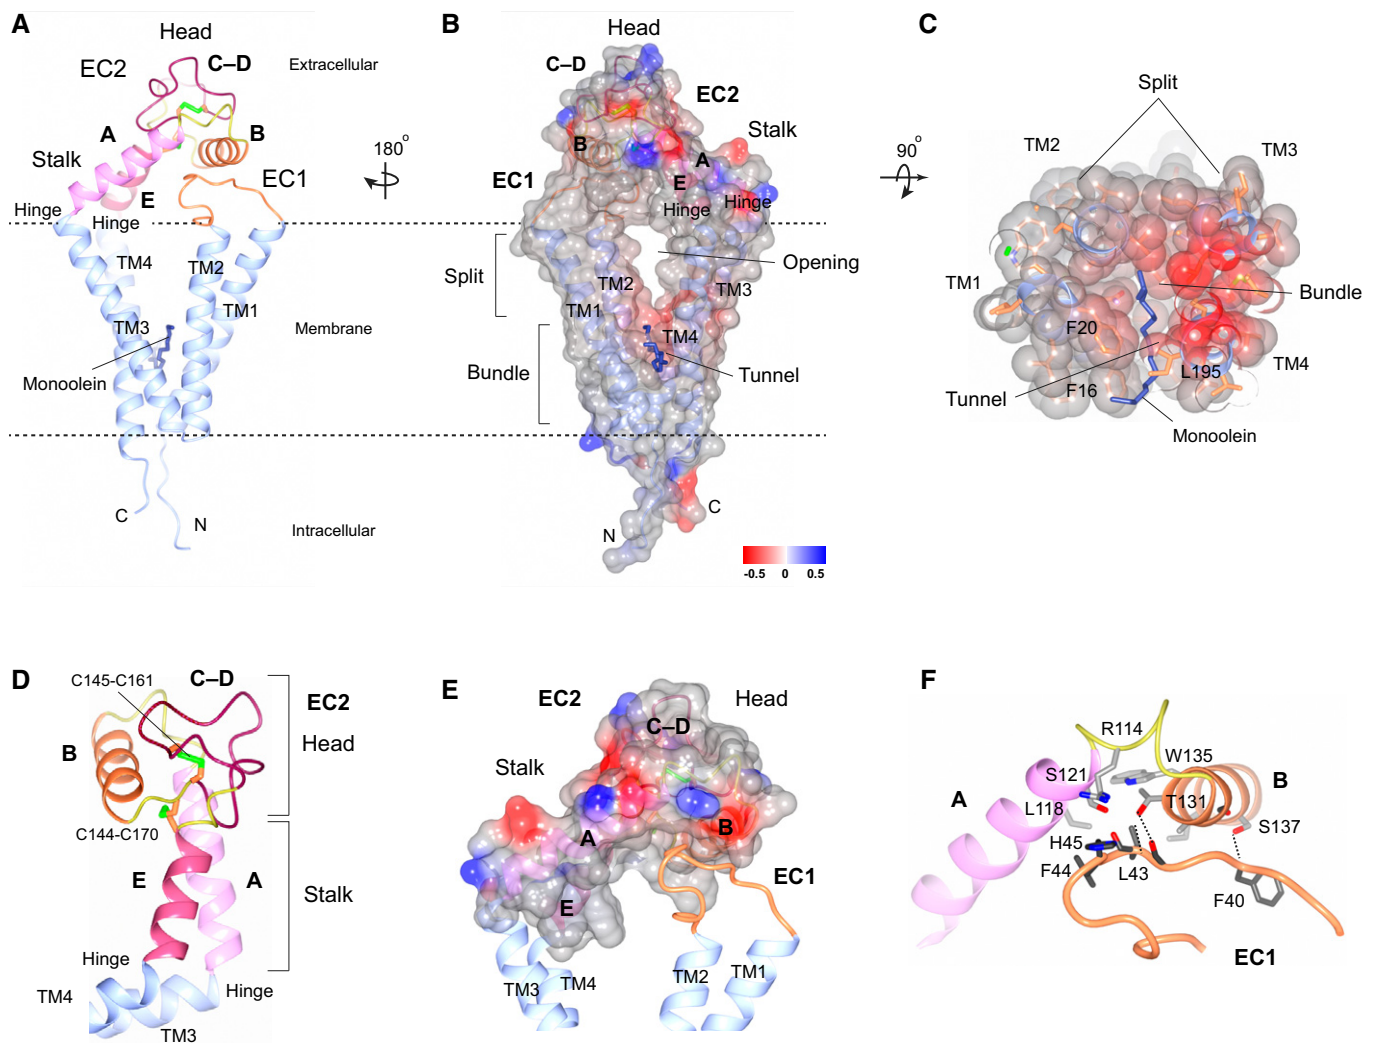 A
Head
EC2
C–D
Extracellular
A
B
Stalk
EC1
E
Hinge
Hinge
TM4
TM2
TM1
TM3
Membrane
Monoolein
C
N
Intracellular
180°
B
Head
C–D
EC2
Stalk
B
A
EC1
E
Hinge
Hinge
Split
Opening
TM2
TM1
TM3
TM4
Bundle
Tunnel
C
N
-0.5 0 0.5
90°
C
Split
TM2
TM3
TM1
Bundle
F20
L195
TM4
F16
Tunnel
Monoolein
D
C–D
C145-C161
EC2
B
Head
C144-C170
E
A
Stalk
Hinge
Hinge
TM4
TM3
E
EC2
Head
C–D
Stalk
A
B
EC1
E
TM3
TM4
TM2
TM1
F
R114
W135
S121
B
A
T131
L118
S137
H45
F44
L43
F40
EC1